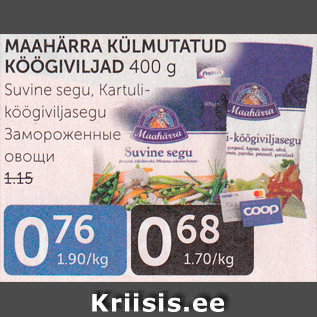 MAAHÄRRA KÜLMUTATUD
KÖÖGIVILJAD 400 g
Suvine segu, Kartuli-
köögiviljasegu
Замороженные
овощи
1.15
Maahärra
Suvine segu
Maahärra
i-köögiviljasegu
0.76
1.90/kg
0.68
1.70/kg
coop
Kriisis.ee